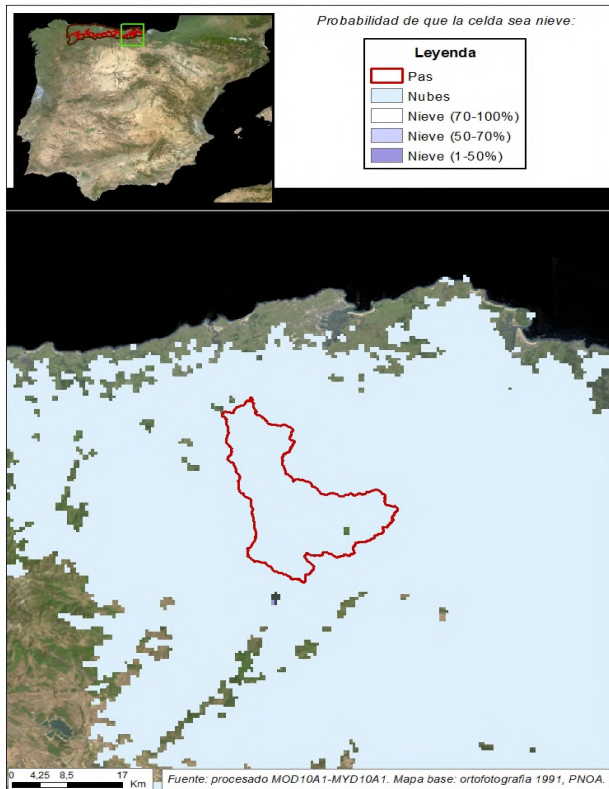 Probabilidad de que la celda sea nieve:
Leyenda
Pas
Nubes
Nieve (70-100%)
Nieve (50-70%)
Nieve (1-50%)
0 4,25 8,5 17
Km
Fuente: procesado MOD10A1-MYD10A1. Mapa base: ortofotografia 1991, PNOA.